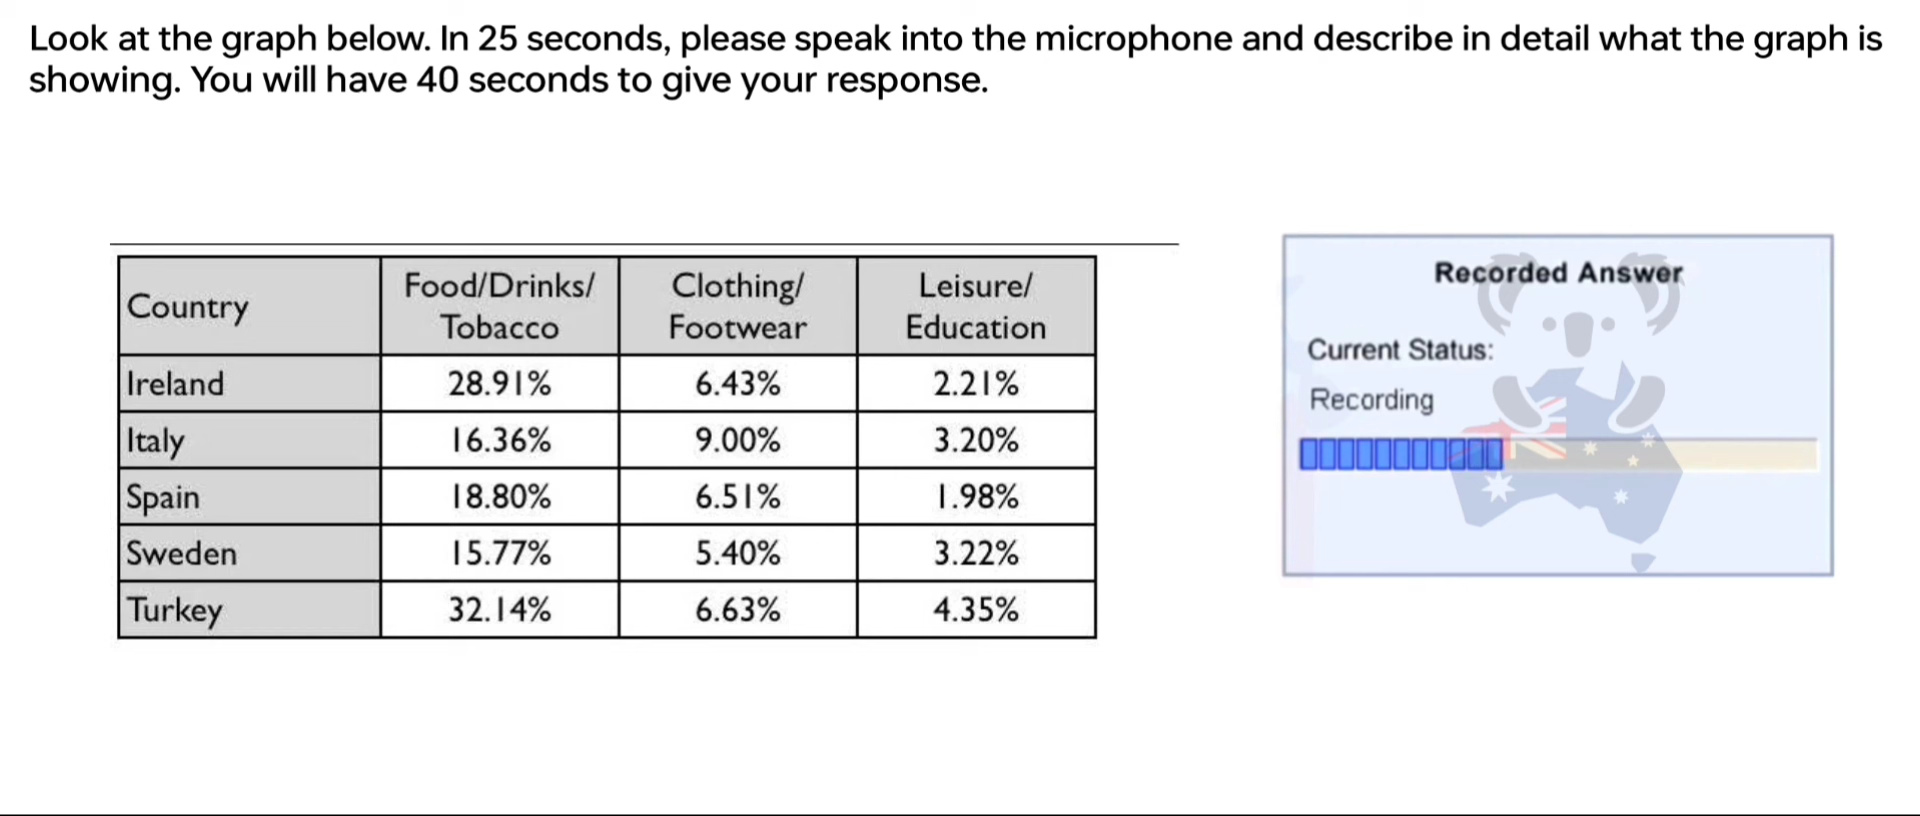 Look at the graph below. In 25 seconds, please speak into the microphone and describe in detail what the graph is
showing. You will have 40 seconds to give your response.
Country Food/Drinks/Tobacco Clothing/Footwear Leisure/Education
Ireland 28.91% 6.43% 2.21%
Italy 16.36% 9.00% 3.20%
Spain 18.80% 6.51% 1.98%
Sweden 15.77% 5.40% 3.22%
Turkey 32.14% 6.63% 4.35%
Recorded Answer
Current Status:
Recording